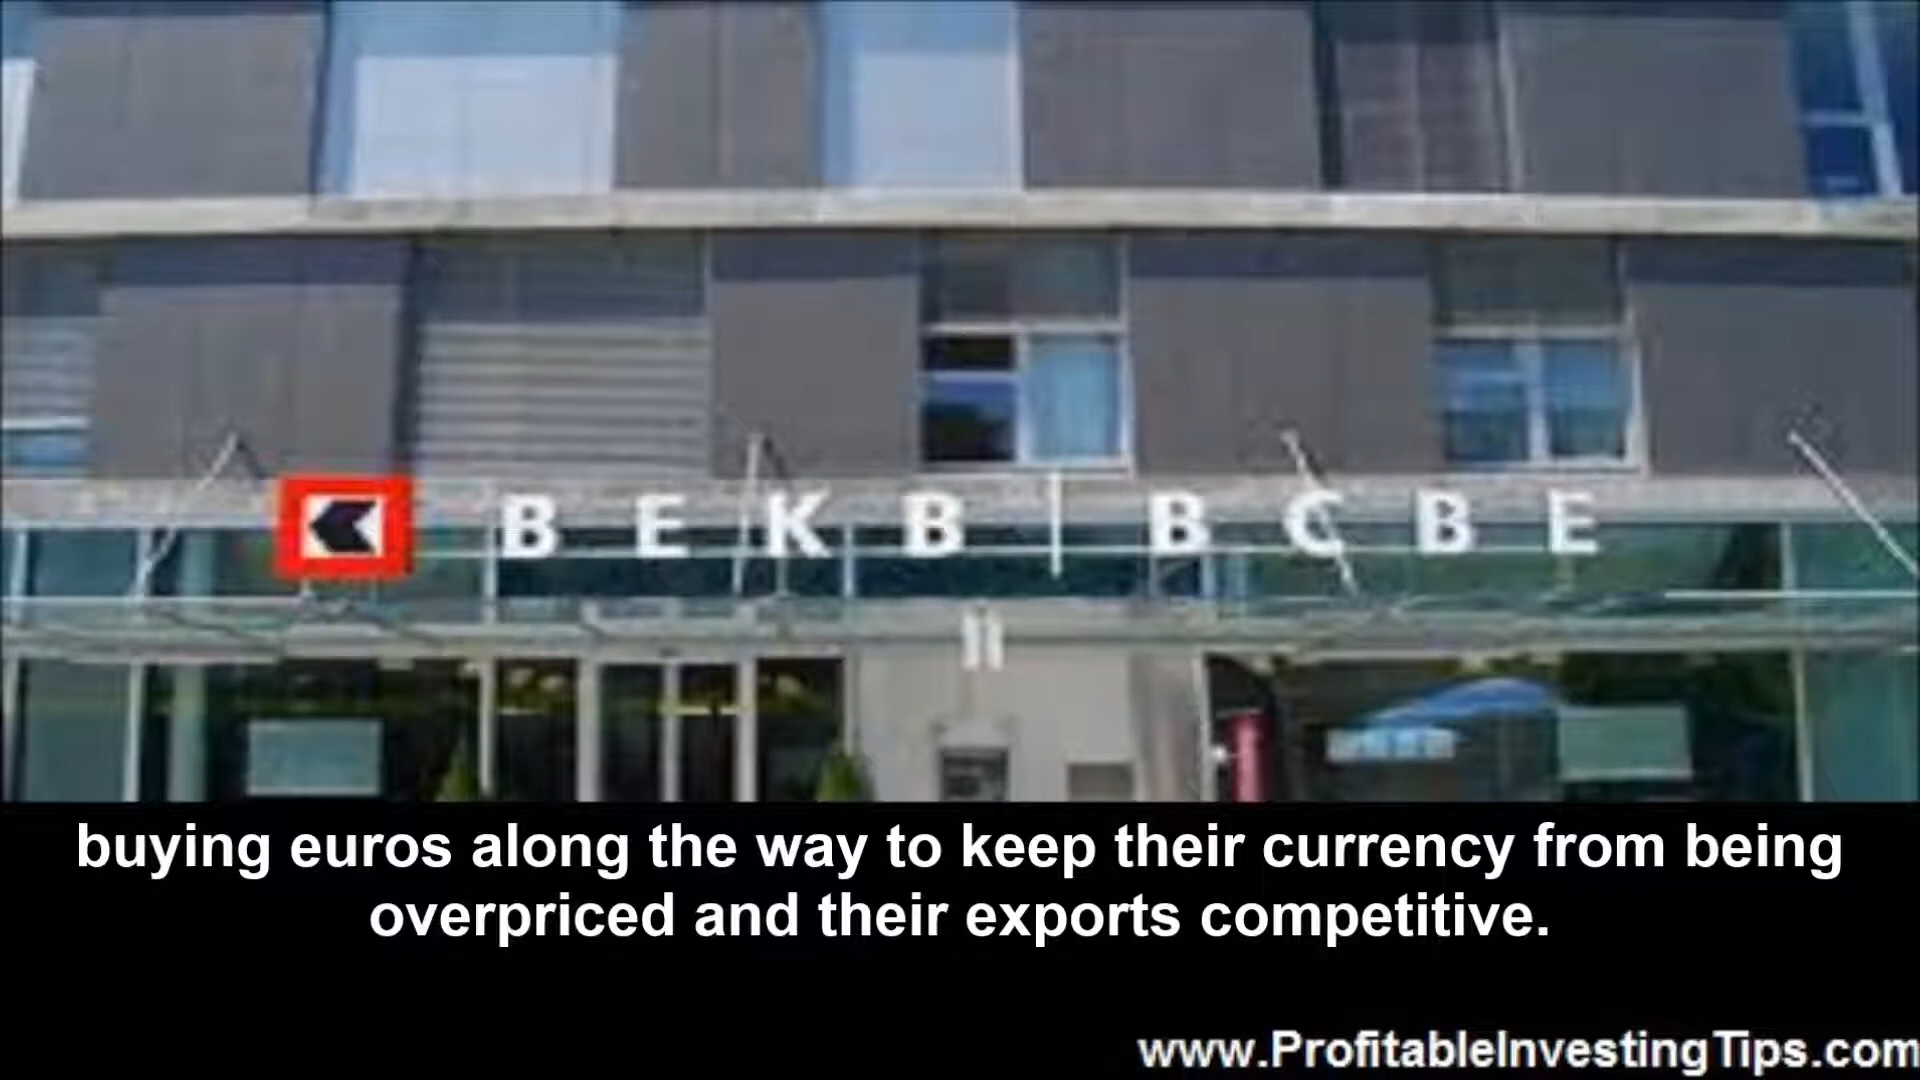 BEKB | BCBE
11
buying euros along the way to keep their currency from being
overpriced and their exports competitive.
www.ProfitableInvestingTips.com